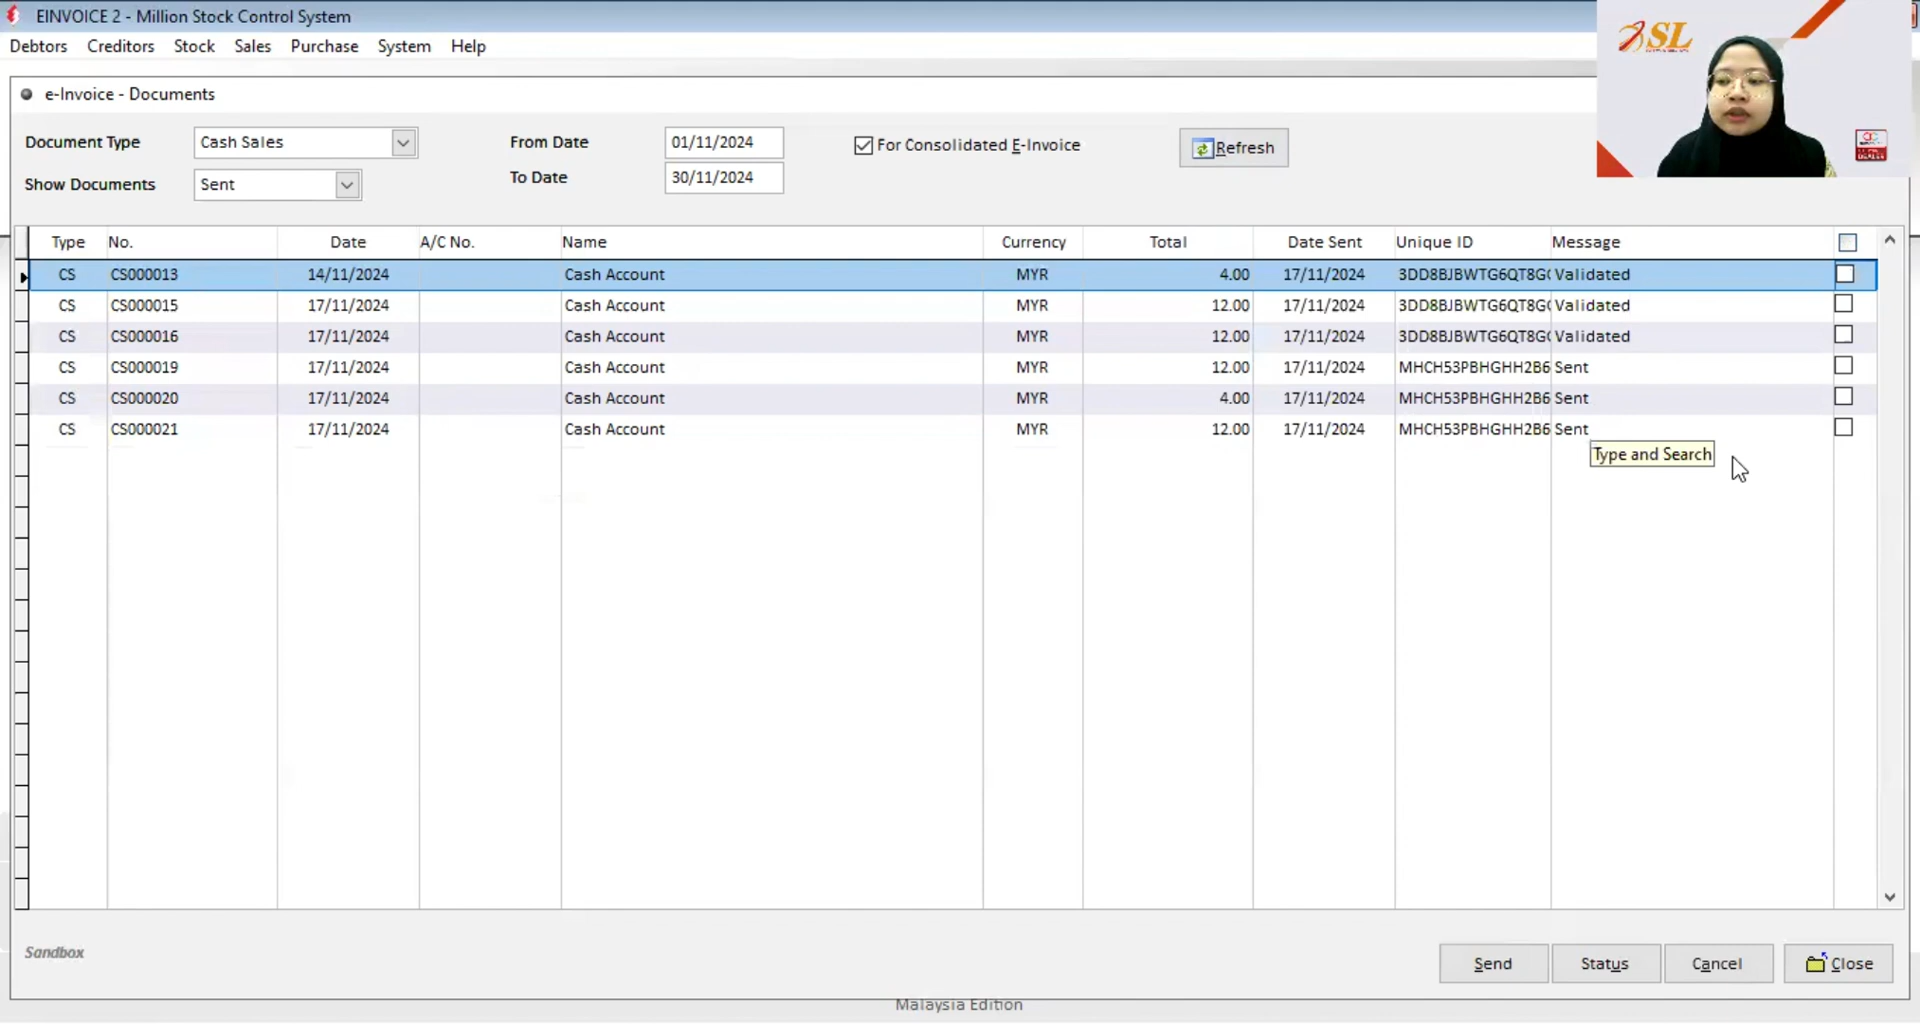 EINVOICE 2 - Million Stock Control System
Debtors Creditors Stock Sales Purchase System Help
SL
e-Invoice - Documents
Document Type Cash Sales From Date 01/11/2024 For Consolidated E-Invoice Refresh
Show Documents Sent To Date 30/11/2024
Type No. Date A/C No. Name Currency Total Date Sent Unique ID Message
CS CS000013 14/11/2024 Cash Account MYR 4.00 17/11/2024 3DD8BJBWTG6QT8G Validated
CS CS000015 17/11/2024 Cash Account MYR 12.00 17/11/2024 3DD8BJBWTG6QT8G Validated
CS CS000016 17/11/2024 Cash Account MYR 12.00 17/11/2024 3DD8BJBWTG6QT8G Validated
CS CS000019 17/11/2024 Cash Account MYR 12.00 17/11/2024 MHCH53PBHGHH2B6 Sent
CS CS000020 17/11/2024 Cash Account MYR 4.00 17/11/2024 MHCH53PBHGHH2B6 Sent
CS CS000021 17/11/2024 Cash Account MYR 12.00 17/11/2024 MHCH53PBHGHH2B6 Sent
Type and Search
Sandbox
Send Status Cancel Close
Malaysia Edition